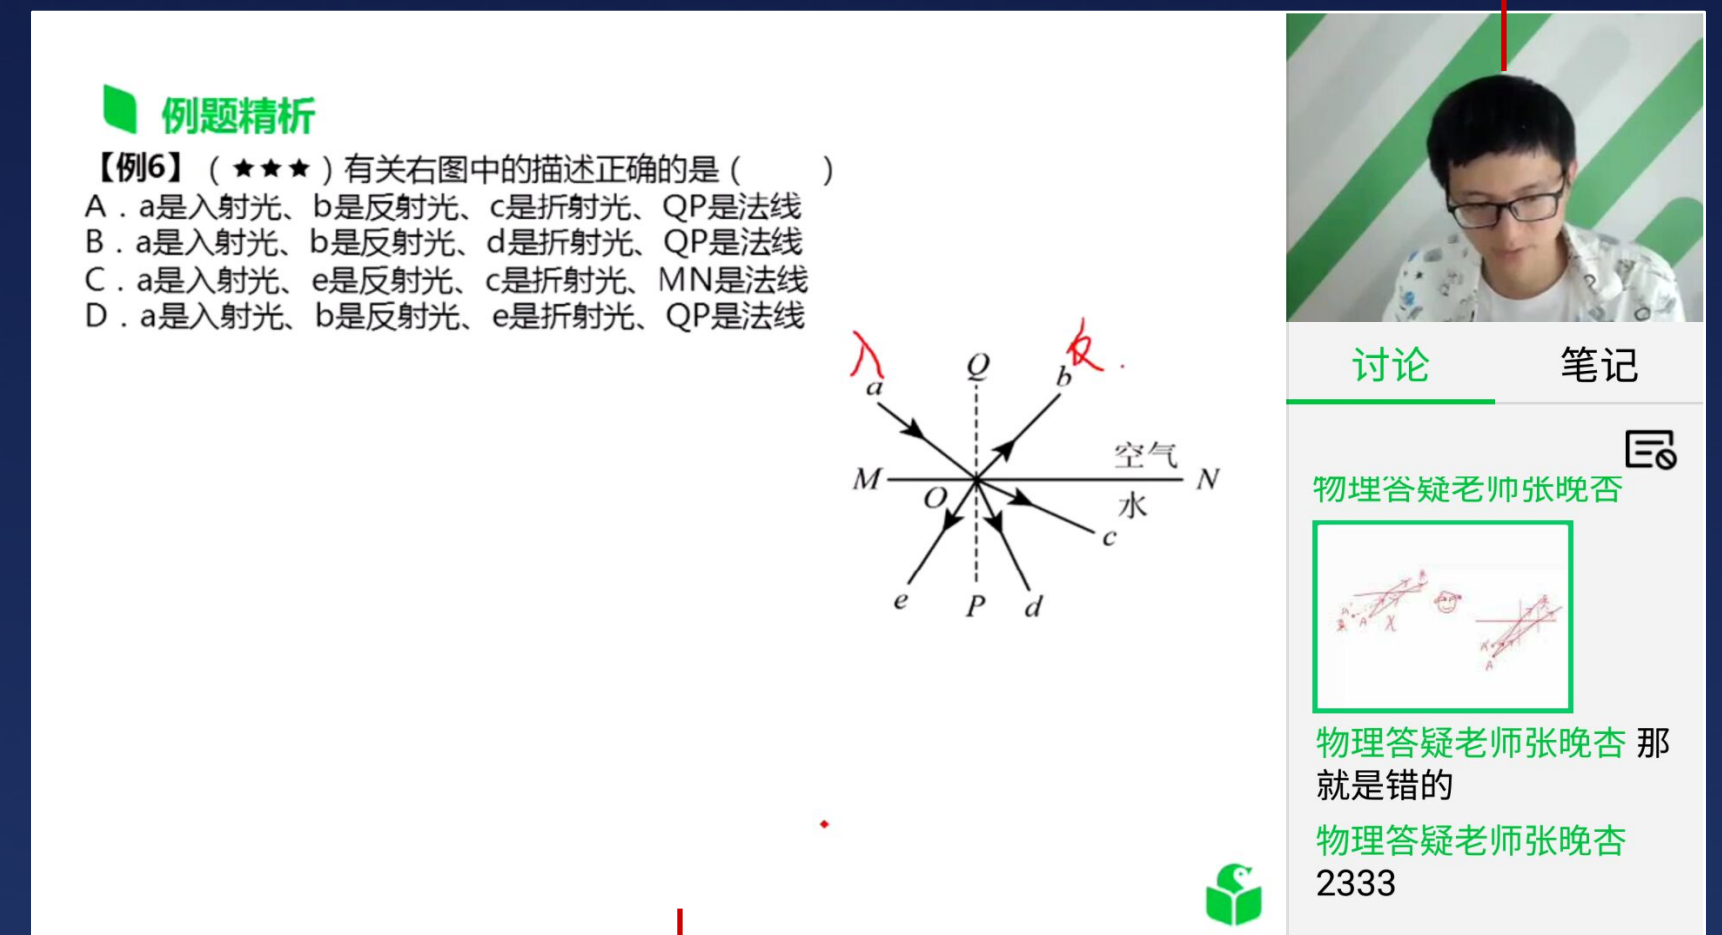 例题精析
【例6】（★★★）有关右图中的描述正确的是（　　）
A．a是入射光、b是反射光、c是折射光、QP是法线
B．a是入射光、b是反射光、d是折射光、QP是法线
C．a是入射光、e是反射光、c是折射光、MN是法线
D．a是入射光、b是反射光、e是折射光、QP是法线
入
反.
Q
a
b
空气
M
N
O
水
c
e
P
d
讨论
笔记
物理答疑老师张晚杏
物理答疑老师张晚杏 那
就是错的
物理答疑老师张晚杏
2333